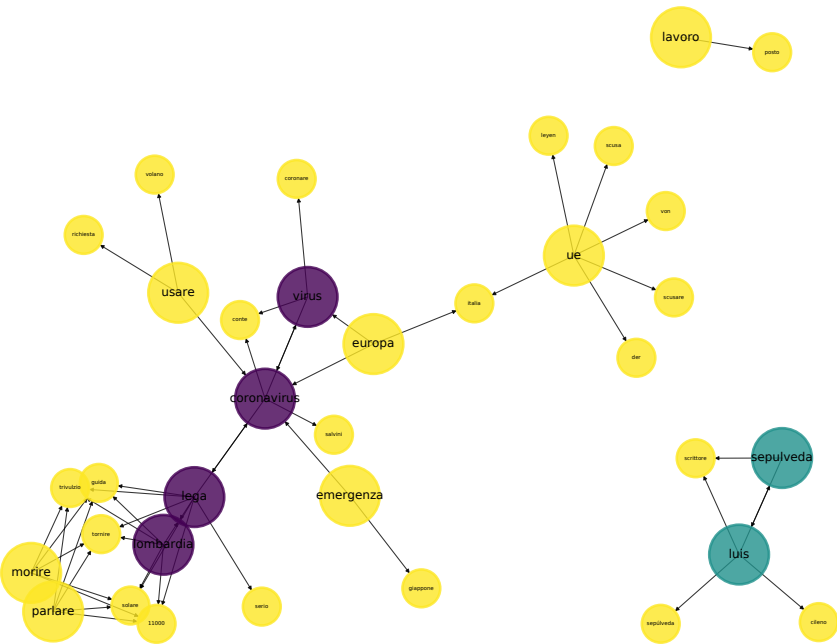 lavoro
posto
leyen
scusa
volano
coronare
von
richiesta
ue
usare
virus
scusare
italia
conte
europa
der
coronavirus
salvini
sepulveda
scrittore
guida
trivulzio
lega
emergenza
tornire
lombardia
luis
morire
giappone
solare
serio
parlare
11000
sepúlveda
cileno